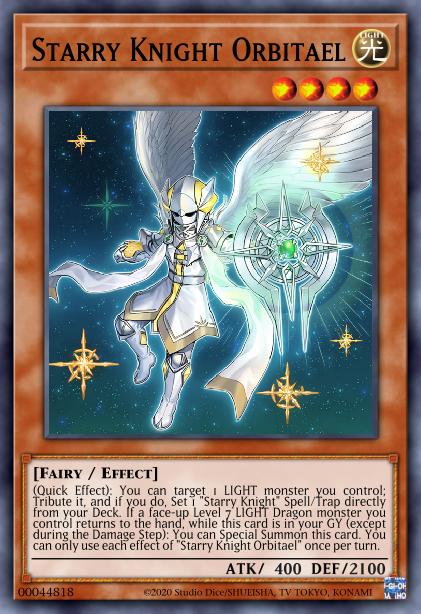 STARRY KNIGHT ORBITAEL
LIGHT
光
[FAIRY / EFFECT]
(Quick Effect): You can target 1 LIGHT monster you control;
Tribute it, and if you do, Set 1 "Starry Knight" Spell/Trap directly
from your Deck. If a face-up Level 7 LIGHT Dragon monster you
control returns to the hand, while this card is in your GY (except
during the Damage Step): You can Special Summon this card. You
can only use each effect of "Starry Knight Orbitael" once per turn.
ATK/ 400 DEF/2100
00044818
©2020 Studio Dice/SHUEISHA, TV TOKYO, KONAMI